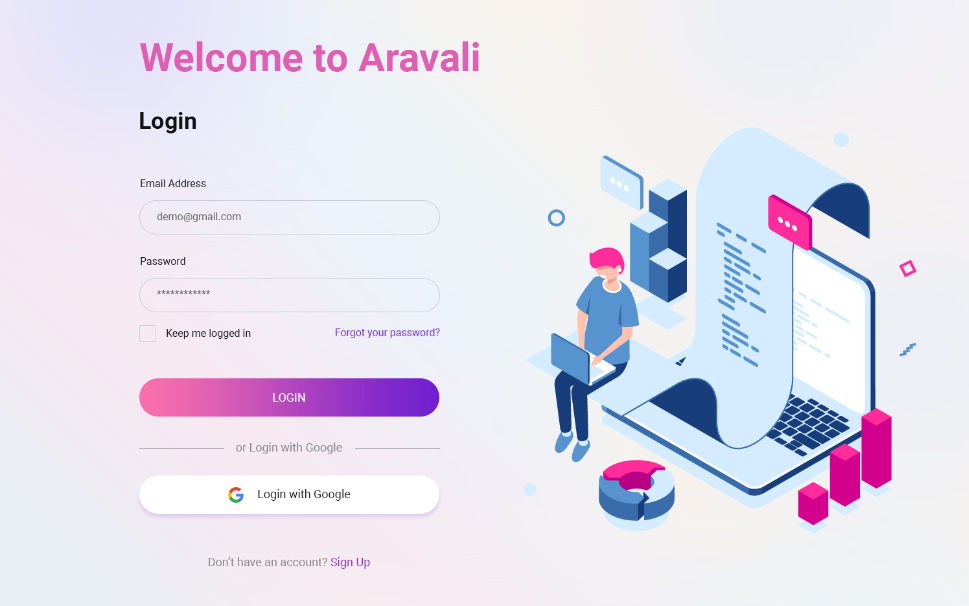 Welcome to Aravali
Login
Email Address
demo@gmail.com
Password
************
Keep me logged in
Forgot your password?
LOGIN
or Login with Google
Login with Google
Don't have an account? Sign Up